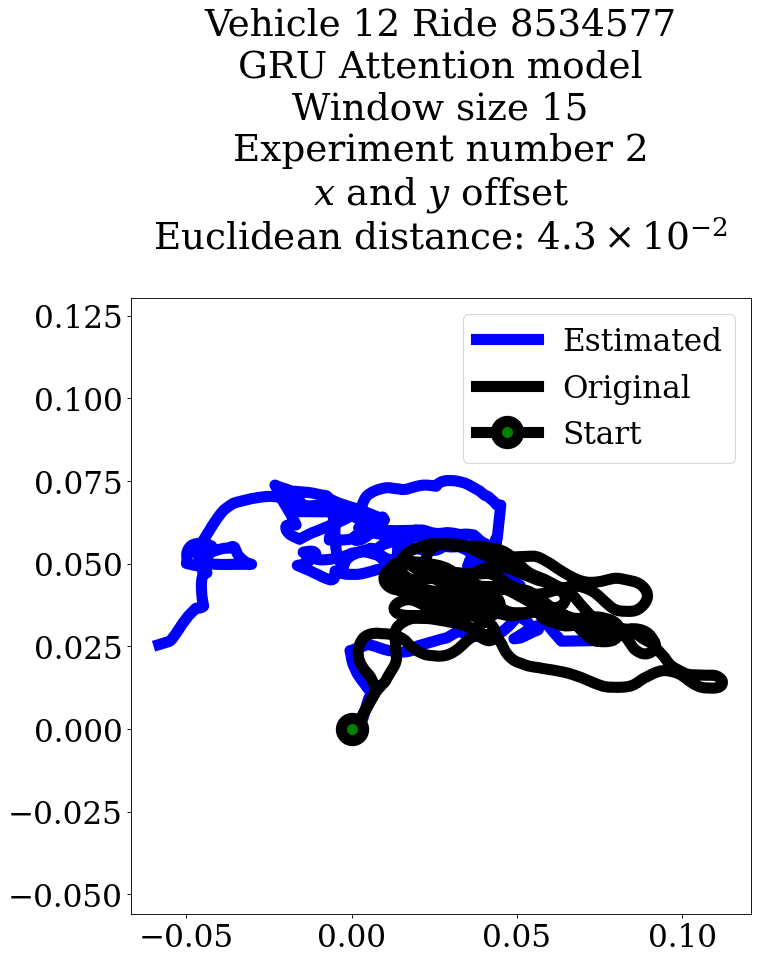 Vehicle 12 Ride 8534577
GRU Attention model
Window size 15
Experiment number 2
x and y offset
Euclidean distance: 4.3 × 10⁻²
Estimated
Original
Start
0.125
0.100
0.075
0.050
0.025
0.000
−0.025
−0.050
−0.05 0.00 0.05 0.10